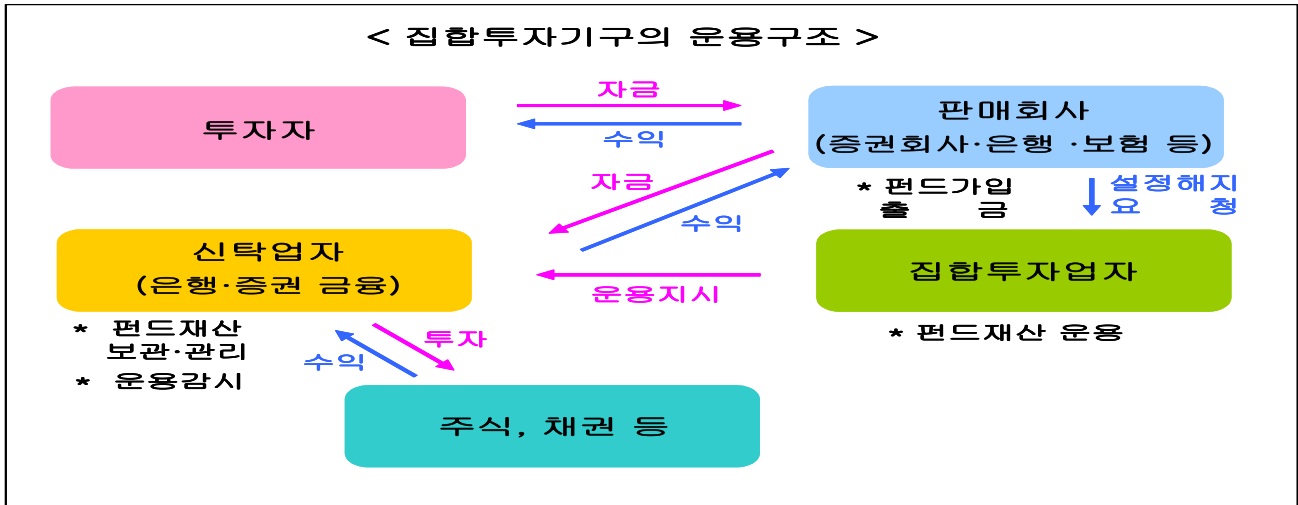 < 집합투자기구의 운용구조 >
투자자
자금
수익
판매회사
(증권회사·은행 ·보험 등)
자금
수익
* 펀드가입
출 금
설정해지
요 청
신탁업자
(은행·증권 금융)
운용지시
집합투자업자
* 펀드재산
보관·관리
* 운용감시
투자
수익
* 펀드재산 운용
주식, 채권 등